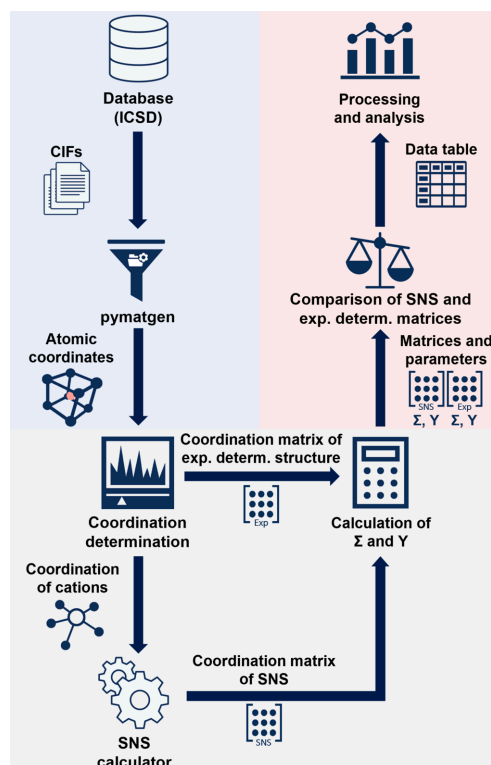 Database
(ICSD)
CIFs
pymatgen
Atomic
coordinates
Processing
and analysis
Data table
Comparison of SNS and
exp. determ. matrices
Matrices and
parameters
SNS
Exp
Σ, Υ Σ, Υ
Coordination matrix of
exp. determ. structure
Exp
Coordination
determination
Calculation of
Σ and Υ
Coordination
of cations
Coordination matrix
of SNS
SNS
SNS
calculator